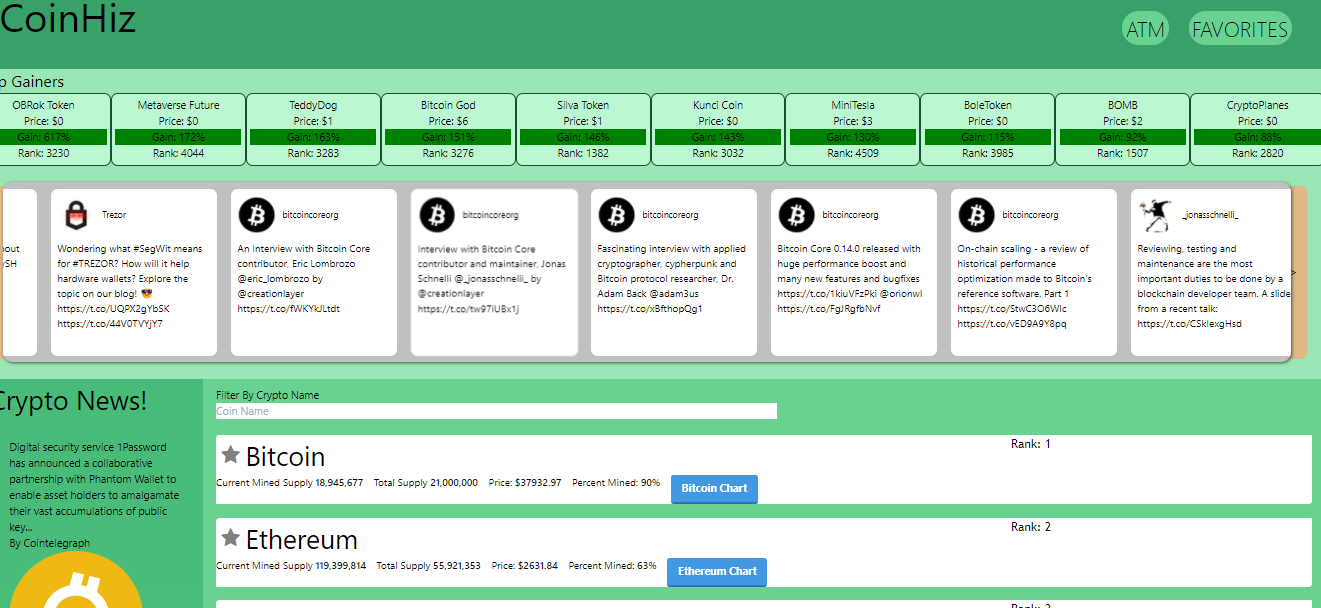 CoinHiz
ATM
FAVORITES
p Gainers
OBRok Token
Price: $0
Gain: 617%
Rank: 3230
Metaverse Future
Price: $0
Gain: 172%
Rank: 4044
TeddyDog
Price: $1
Gain: 163%
Rank: 3283
Bitcoin God
Price: $6
Gain: 151%
Rank: 3276
Silva Token
Price: $1
Gain: 146%
Rank: 1382
Kunci Coin
Price: $0
Gain: 143%
Rank: 3032
MiniTesla
Price: $3
Gain: 130%
Rank: 4509
BoleToken
Price: $0
Gain: 115%
Rank: 3985
BOMB
Price: $2
Gain: 92%
Rank: 1507
CryptoPlanes
Price: $0
Gain: 88%
Rank: 2820
out
SH
Trezor
Wondering what #SegWit means
for #TREZOR? How will it help
hardware wallets? Explore the
topic on our blog! 😎
https://t.co/UQPX2gYbSK
https://t.co/44V0TVYjY7
bitcoincoreorg
An Interview with Bitcoin Core
contributor, Eric Lombrozo
@eric_lombrozo by
@creationlayer
https://t.co/fWKYkJLtdt
bitcoincoreorg
Interview with Bitcoin Core
contributor and maintainer, Jonas
Schnelli @_jonasschnelli_ by
@creationlayer
https://t.co/tw97iUBx1j
bitcoincoreorg
Fascinating interview with applied
cryptographer, cypherpunk and
Bitcoin protocol researcher, Dr.
Adam Back @adam3us
https://t.co/xBfthopQg1
bitcoincoreorg
Bitcoin Core 0.14.0 released with
huge performance boost and
many new features and bugfixes
https://t.co/1kiuVFzPki @orionwl
https://t.co/FgJRgfbNvf
bitcoincoreorg
On-chain scaling - a review of
historical performance
optimization made to Bitcoin's
reference software. Part 1
https://t.co/StwC3O6WIc
https://t.co/vED9A9Y8pq
_jonasschnelli_
Reviewing, testing and
maintenance are the most
important duties to be done by a
blockchain developer team. A slide
from a recent talk:
https://t.co/CSkIexgHsd
>
Crypto News!
Digital security service 1Password
has announced a collaborative
partnership with Phantom Wallet to
enable asset holders to amalgamate
their vast accumulations of public
key...
By Cointelegraph
Filter By Crypto Name
Coin Name
Bitcoin
Rank: 1
Current Mined Supply 18,945,677 Total Supply 21,000,000 Price: $37932.97 Percent Mined: 90% Bitcoin Chart
Ethereum
Rank: 2
Current Mined Supply 119,399,814 Total Supply 55,921,353 Price: $2631.84 Percent Mined: 63% Ethereum Chart